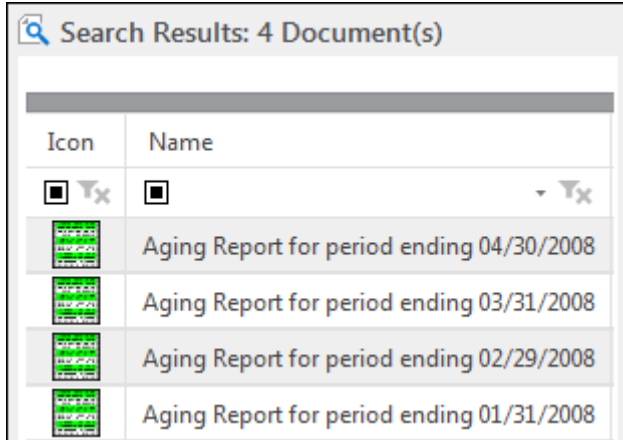 Search Results: 4 Document(s)
Icon Name
Aging Report for period ending 04/30/2008
Aging Report for period ending 03/31/2008
Aging Report for period ending 02/29/2008
Aging Report for period ending 01/31/2008